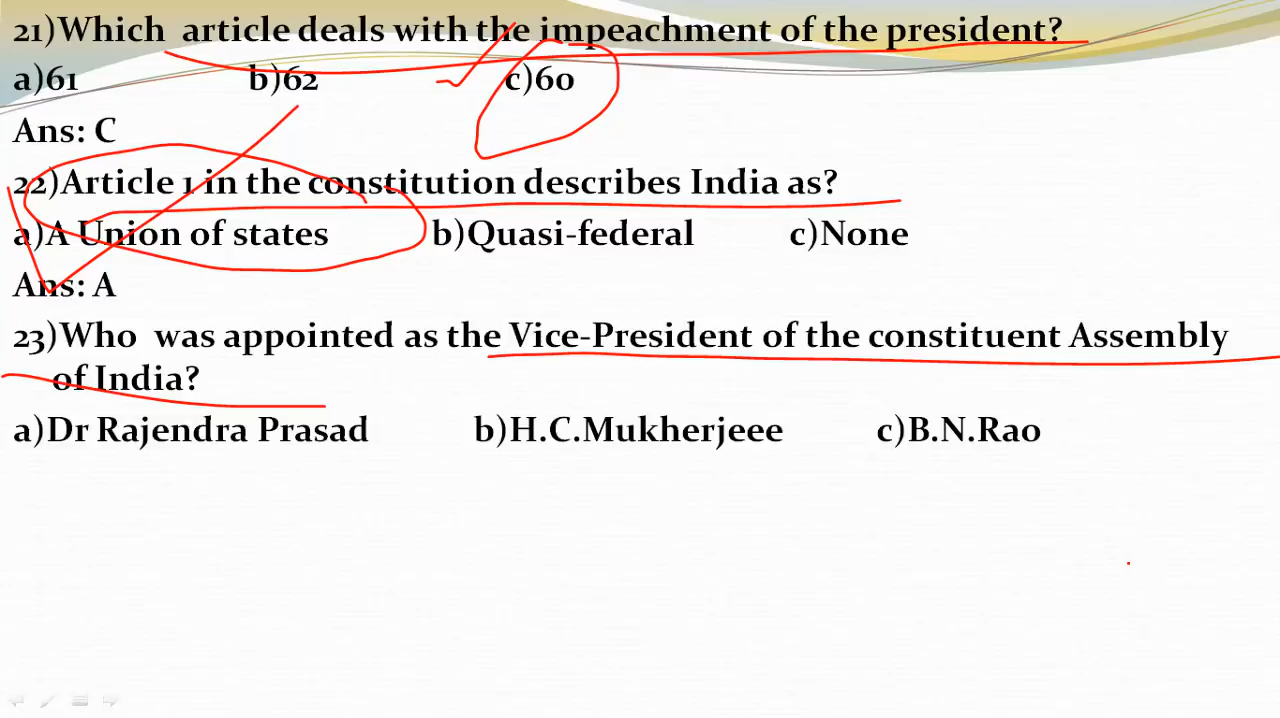 21)Which article deals with the impeachment of the president?
a)61 b)62 c)60
Ans: C
22)Article 1 in the constitution describes India as?
a)A Union of states b)Quasi-federal c)None
Ans: A
23)Who was appointed as the Vice-President of the constituent Assembly
of India?
a)Dr Rajendra Prasad b)H.C.Mukherjeee c)B.N.Rao